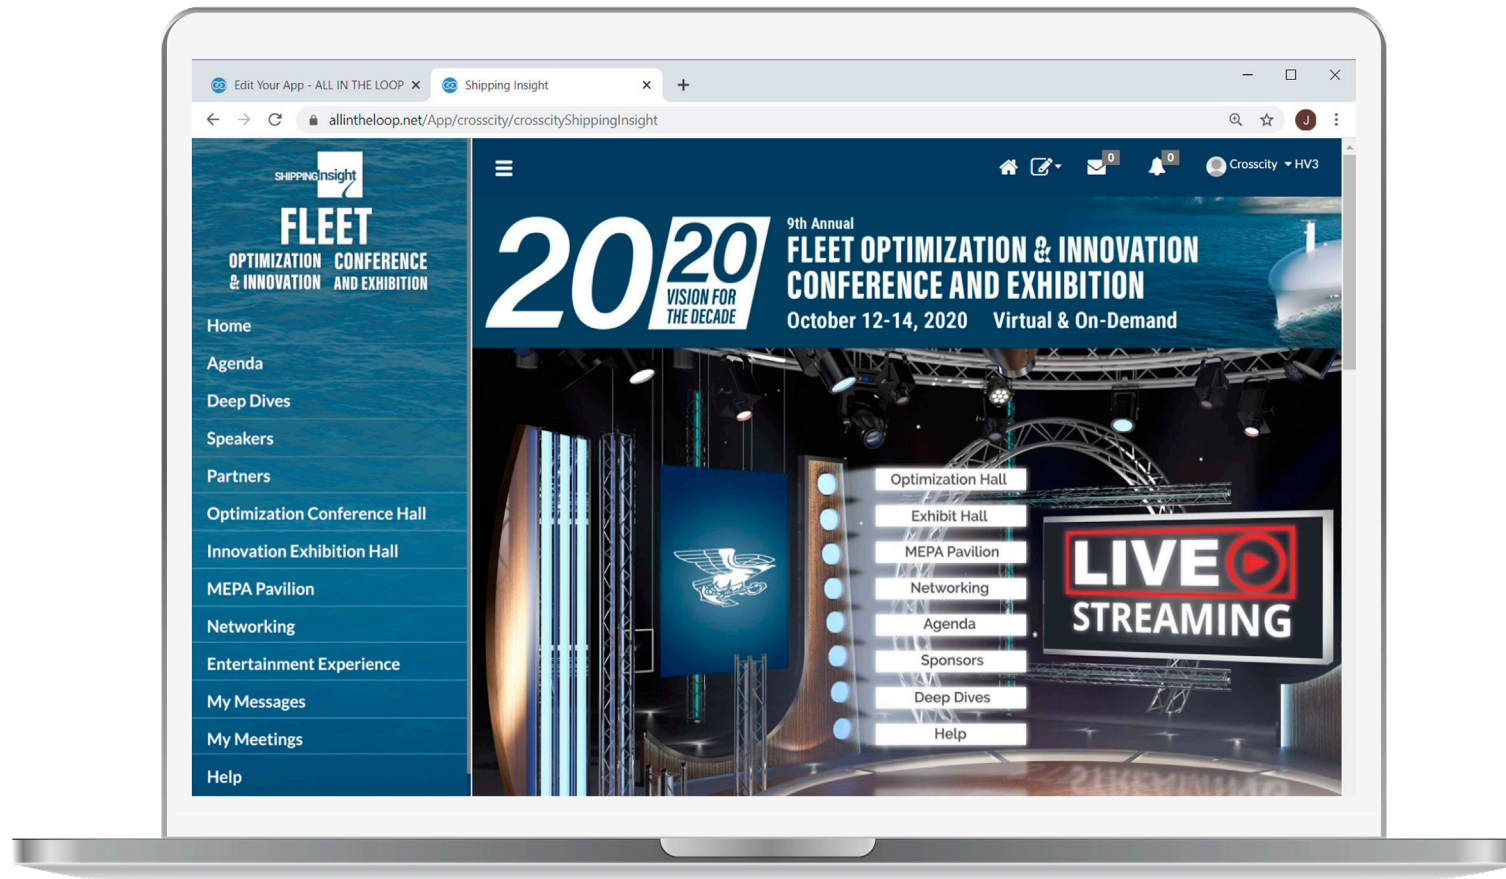 Edit Your App - ALL IN THE LOOP
Shipping Insight
allintheloop.net/App/crosscity/crosscityShippingInsight
J
SHIPPING Insight
FLEET
OPTIMIZATION & INNOVATION
CONFERENCE AND EXHIBITION
Home
Agenda
Deep Dives
Speakers
Partners
Optimization Conference Hall
Innovation Exhibition Hall
MEPA Pavilion
Networking
Entertainment Experience
My Messages
My Meetings
Help
0
0
Crosscity HV3
2020
VISION FOR
THE DECADE
9th Annual
FLEET OPTIMIZATION & INNOVATION
CONFERENCE AND EXHIBITION
October 12-14, 2020 Virtual & On-Demand
Optimization Hall
Exhibit Hall
MEPA Pavilion
Networking
Agenda
Sponsors
Deep Dives
Help
LIVE
STREAMING